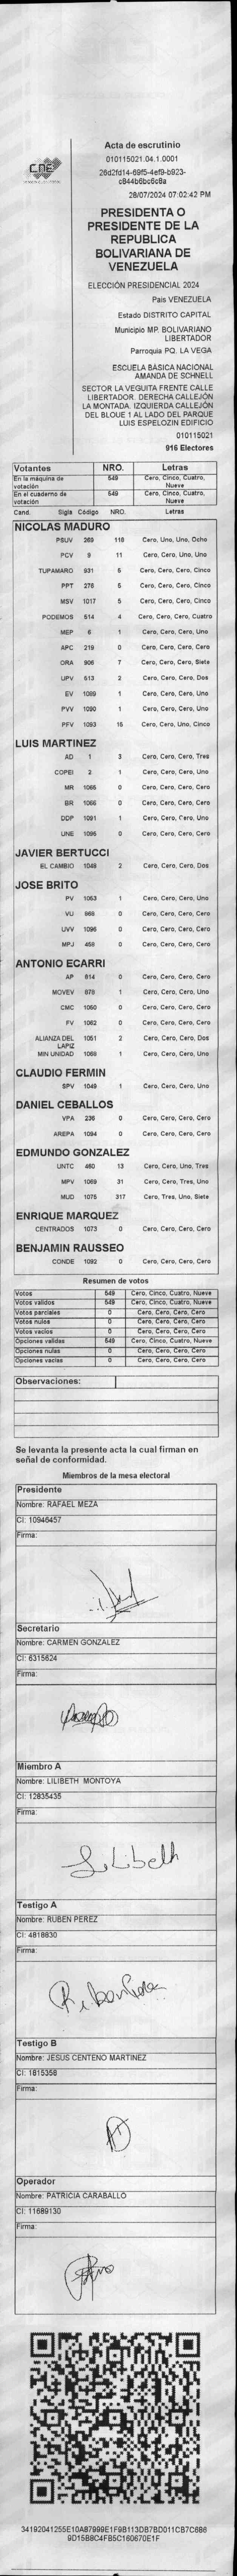 CNE
Acta de escrutinio
010115021.04.1.0001
26d2fd14-69f5-4ef9-b923-
c844b6bc6c8a
28/07/2024 07:02:42 PM
PRESIDENTA O
PRESIDENTE DE LA
REPUBLICA
BOLIVARIANA DE
VENEZUELA
ELECCIÓN PRESIDENCIAL 2024
Pais VENEZUELA
Estado DISTRITO CAPITAL
Municipio MP. BOLIVARIANO
LIBERTADOR
Parroquia PQ. LA VEGA
ESCUELA BÁSICA NACIONAL
AMANDA DE SCHNELL
SECTOR LA VEGUITA FRENTE CALLE
LIBERTADOR. DERECHA CALLEJÓN
LA MONTADA. IZQUIERDA CALLEJÓN
DEL BLOQUE 1 AL LADO DEL PARQUE
LUIS ESPELOZIN EDIFICIO
010115021
916 Electores
Votantes NRO. Letras
En la máquina de votación 549 Cero, Cinco, Cuatro, Nueve
En el cuaderno de votación 549 Cero, Cinco, Cuatro, Nueve
Cand. Sigla Código NRO. Letras
NICOLAS MADURO
PSUV 269 118 Cero, Uno, Uno, Ocho
PCV 9 11 Cero, Cero, Uno, Uno
TUPAMARO 931 5 Cero, Cero, Cero, Cinco
PPT 276 5 Cero, Cero, Cero, Cinco
MSV 1017 5 Cero, Cero, Cero, Cinco
PODEMOS 514 4 Cero, Cero, Cero, Cuatro
MEP 6 1 Cero, Cero, Cero, Uno
APC 219 0 Cero, Cero, Cero, Cero
ORA 906 7 Cero, Cero, Cero, Siete
UPV 613 2 Cero, Cero, Cero, Dos
EV 1089 1 Cero, Cero, Cero, Uno
PVV 1090 1 Cero, Cero, Cero, Uno
PFV 1093 15 Cero, Cero, Uno, Cinco
LUIS MARTINEZ
AD 1 3 Cero, Cero, Cero, Tres
COPEI 2 1 Cero, Cero, Cero, Uno
MR 1065 0 Cero, Cero, Cero, Cero
BR 1066 0 Cero, Cero, Cero, Cero
DDP 1091 1 Cero, Cero, Cero, Uno
UNE 1095 0 Cero, Cero, Cero, Cero
JAVIER BERTUCCI
EL CAMBIO 1048 2 Cero, Cero, Cero, Dos
JOSE BRITO
PV 1053 1 Cero, Cero, Cero, Uno
VU 968 0 Cero, Cero, Cero, Cero
UVV 1096 0 Cero, Cero, Cero, Cero
MPJ 458 0 Cero, Cero, Cero, Cero
ANTONIO ECARRI
AP 814 0 Cero, Cero, Cero, Cero
MOVEV 878 1 Cero, Cero, Cero, Uno
CMC 1050 0 Cero, Cero, Cero, Cero
FV 1062 0 Cero, Cero, Cero, Cero
ALIANZA DEL LAPIZ 1051 2 Cero, Cero, Cero, Dos
MIN UNIDAD 1088 1 Cero, Cero, Cero, Uno
CLAUDIO FERMIN
SPV 1049 1 Cero, Cero, Cero, Uno
DANIEL CEBALLOS
VPA 236 0 Cero, Cero, Cero, Cero
AREPA 1094 0 Cero, Cero, Cero, Cero
EDMUNDO GONZALEZ
UNTC 460 13 Cero, Cero, Uno, Tres
MPV 1069 31 Cero, Cero, Tres, Uno
MUD 1075 317 Cero, Tres, Uno, Siete
ENRIQUE MARQUEZ
CENTRADOS 1073 0 Cero, Cero, Cero, Cero
BENJAMIN RAUSSEO
CONDE 1092 0 Cero, Cero, Cero, Cero
Resumen de votos
Votos 549 Cero, Cinco, Cuatro, Nueve
Votos validos 549 Cero, Cinco, Cuatro, Nueve
Votos parciales 0 Cero, Cero, Cero, Cero
Votos nulos 0 Cero, Cero, Cero, Cero
Votos vacios 0 Cero, Cero, Cero, Cero
Opciones validas 549 Cero, Cinco, Cuatro, Nueve
Opciones nulas 0 Cero, Cero, Cero, Cero
Opciones vacias 0 Cero, Cero, Cero, Cero
Observaciones:
Se levanta la presente acta la cual firman en
señal de conformidad.
Miembros de la mesa electoral
Presidente
Nombre: RAFAEL MEZA
CI: 10946457
Firma:
Secretario
Nombre: CARMEN GONZALEZ
CI: 6315624
Firma:
Miembro A
Nombre: LILIBETH MONTOYA
CI: 12835435
Firma:
Lilibeth
Testigo A
Nombre: RUBEN PEREZ
CI: 4818830
Firma:
Testigo B
Nombre: JESUS CENTENO MARTINEZ
CI: 1815358
Firma:
Operador
Nombre: PATRICIA CARABALLO
CI: 11689130
Firma:
34192041255E10A87999E1F9B113DB7BD011CB7C686
9D15B8C4FB5C160670E1F